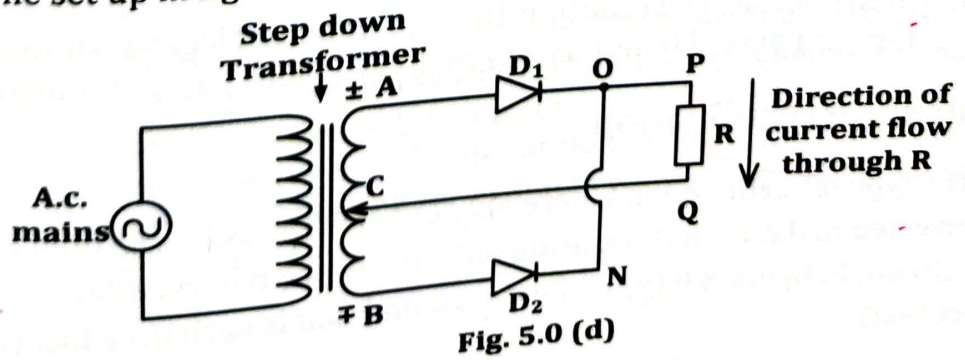 Step down
Transformer
± A
D₁
O
P
R
Direction of
current flow
through R
A.c.
mains
C
Q
N
D₂
∓ B
Fig. 5.0 (d)